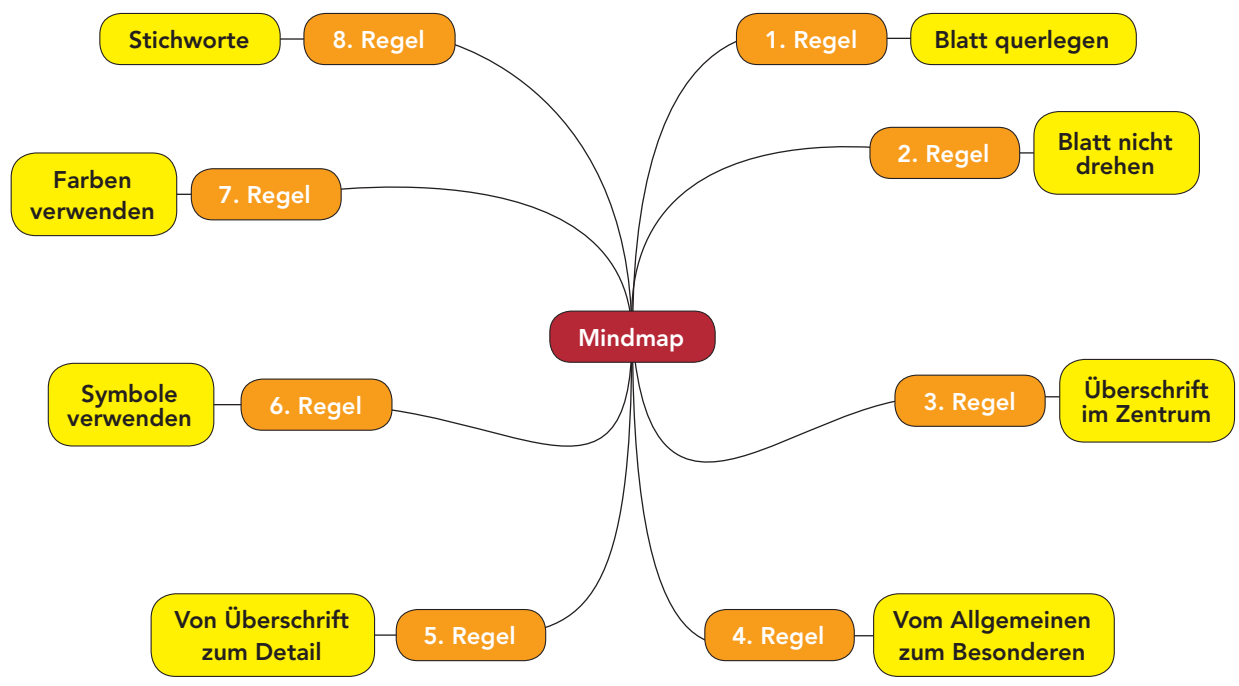 Mindmap
1. Regel
Blatt querlegen
2. Regel
Blatt nicht
drehen
3. Regel
Überschrift
im Zentrum
4. Regel
Vom Allgemeinen
zum Besonderen
5. Regel
Von Überschrift
zum Detail
6. Regel
Symbole
verwenden
7. Regel
Farben
verwenden
8. Regel
Stichworte